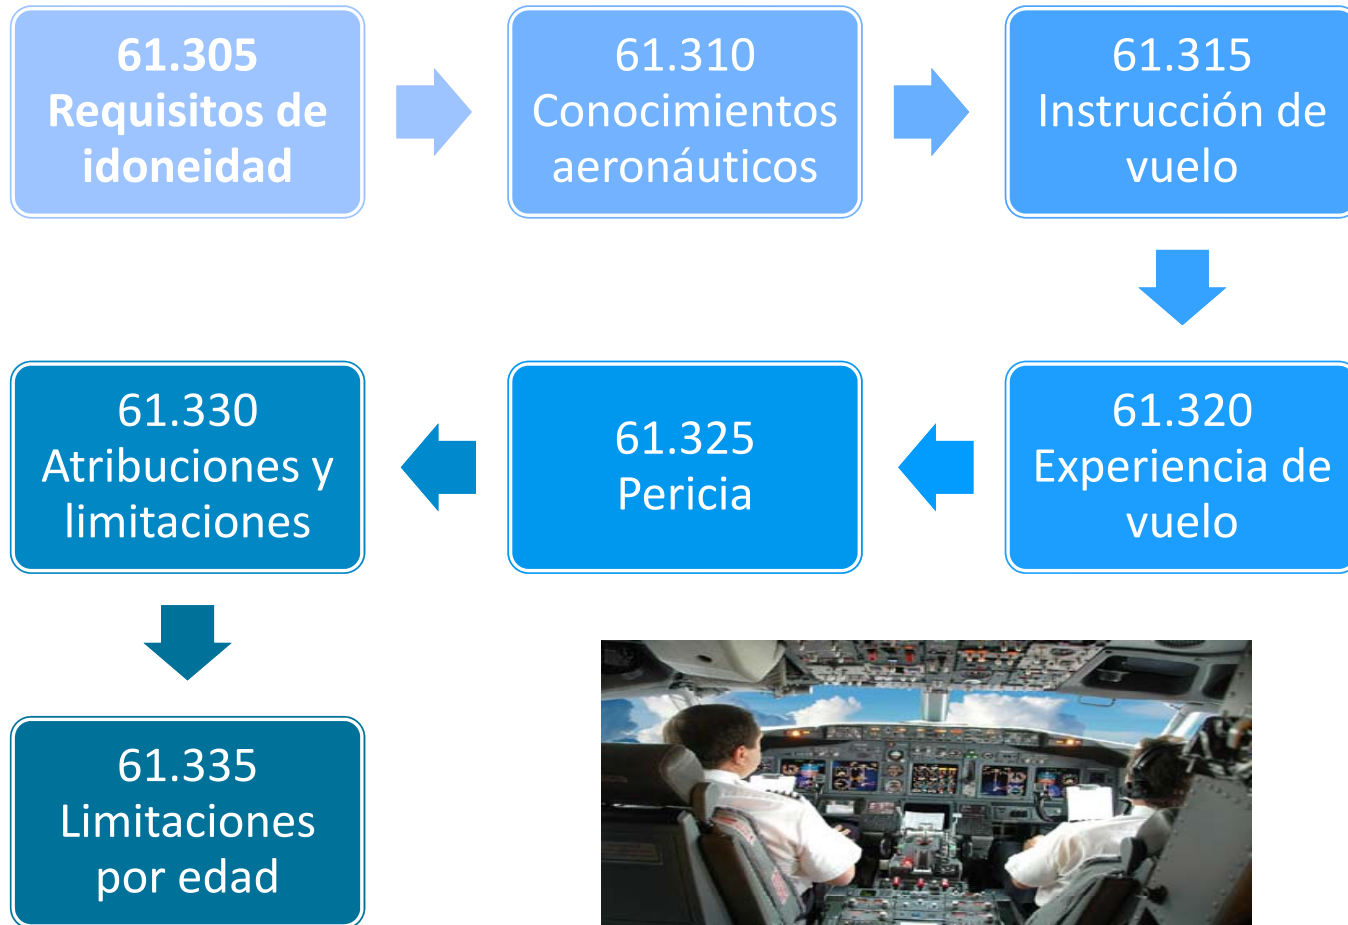 61.305
Requisitos de
idoneidad
61.310
Conocimientos
aeronáuticos
61.315
Instrucción de
vuelo
61.320
Experiencia de
vuelo
61.325
Pericia
61.330
Atribuciones y
limitaciones
61.335
Limitaciones
por edad